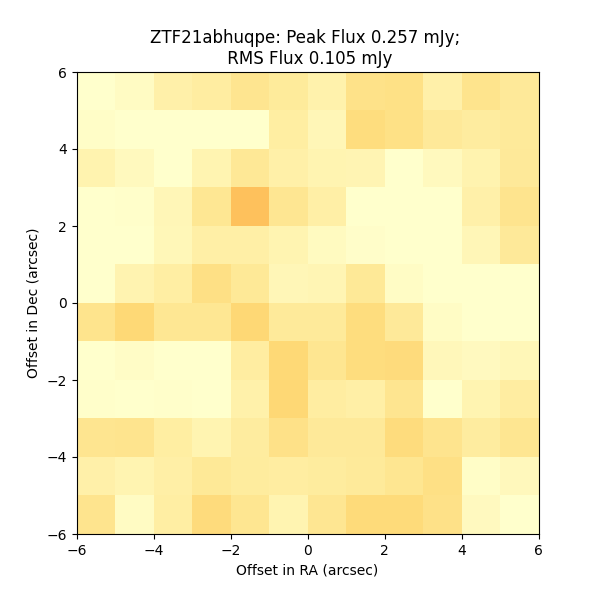 ZTF21abhuqpe: Peak Flux 0.257 mJy;
RMS Flux 0.105 mJy
6
4
2
0
−2
−4
−6
Offset in Dec (arcsec)
−6 −4 −2 0 2 4 6
Offset in RA (arcsec)